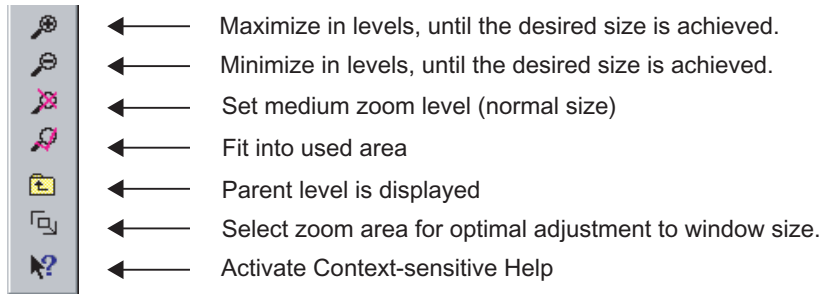 Maximize in levels, until the desired size is achieved.
Minimize in levels, until the desired size is achieved.
Set medium zoom level (normal size)
Fit into used area
Parent level is displayed
Select zoom area for optimal adjustment to window size.
Activate Context-sensitive Help